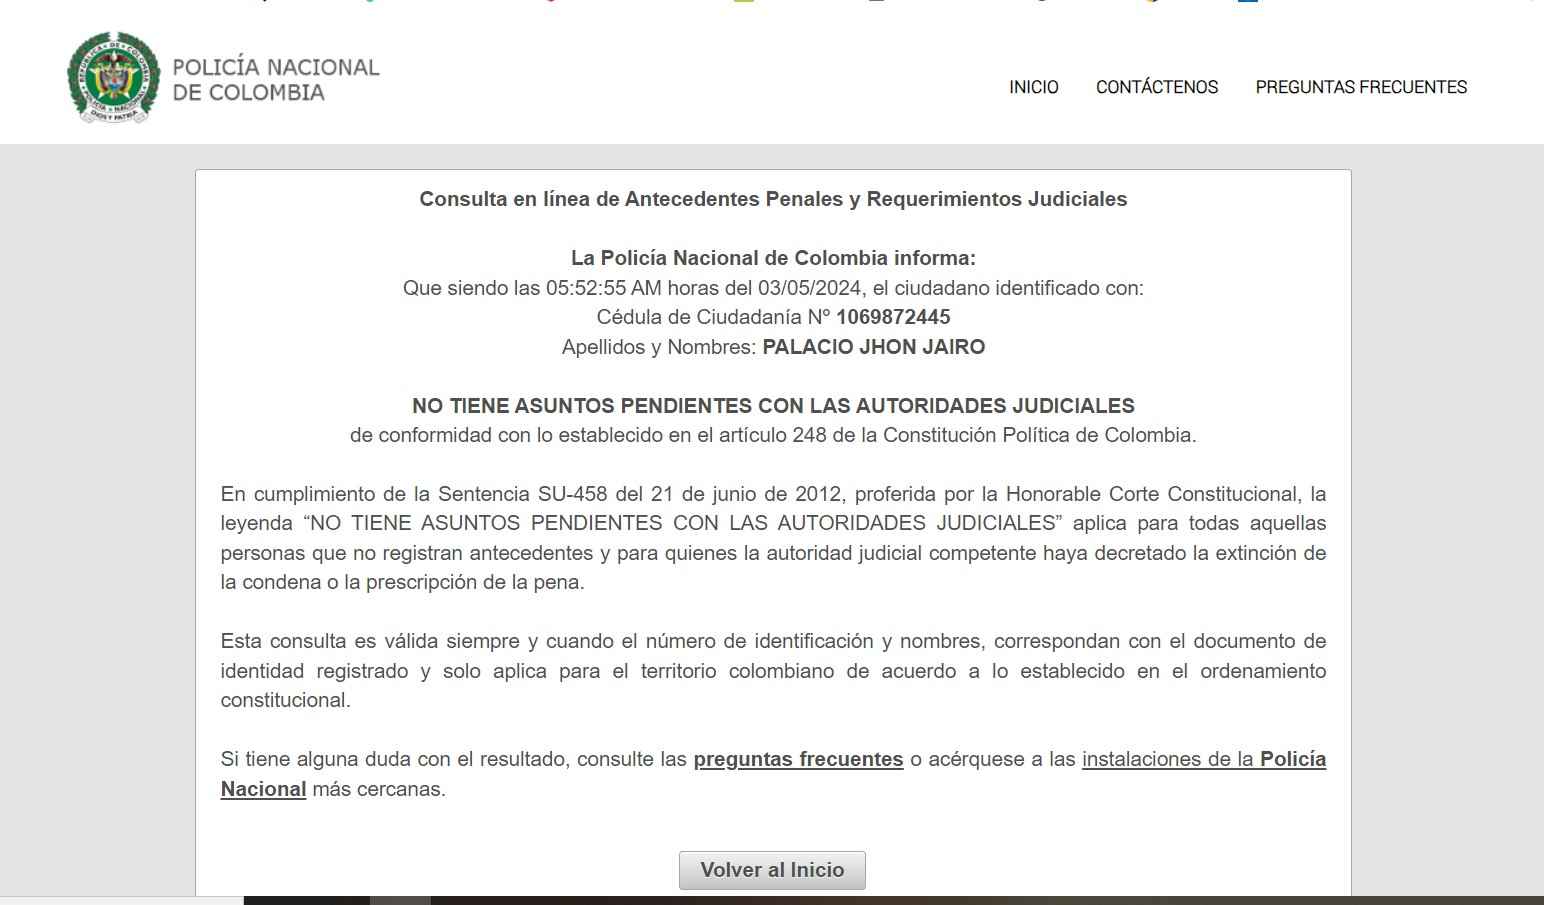 POLICÍA NACIONAL
DE COLOMBIA
INICIO CONTÁCTENOS PREGUNTAS FRECUENTES
Consulta en línea de Antecedentes Penales y Requerimientos Judiciales
La Policía Nacional de Colombia informa:
Que siendo las 05:52:55 AM horas del 03/05/2024, el ciudadano identificado con:
Cédula de Ciudadanía Nº 1069872445
Apellidos y Nombres: PALACIO JHON JAIRO
NO TIENE ASUNTOS PENDIENTES CON LAS AUTORIDADES JUDICIALES
de conformidad con lo establecido en el artículo 248 de la Constitución Política de Colombia.
En cumplimiento de la Sentencia SU-458 del 21 de junio de 2012, proferida por la Honorable Corte Constitucional, la
leyenda “NO TIENE ASUNTOS PENDIENTES CON LAS AUTORIDADES JUDICIALES” aplica para todas aquellas
personas que no registran antecedentes y para quienes la autoridad judicial competente haya decretado la extinción de
la condena o la prescripción de la pena.
Esta consulta es válida siempre y cuando el número de identificación y nombres, correspondan con el documento de
identidad registrado y solo aplica para el territorio colombiano de acuerdo a lo establecido en el ordenamiento
constitucional.
Si tiene alguna duda con el resultado, consulte las preguntas frecuentes o acérquese a las instalaciones de la Policía
Nacional más cercanas.
Volver al Inicio